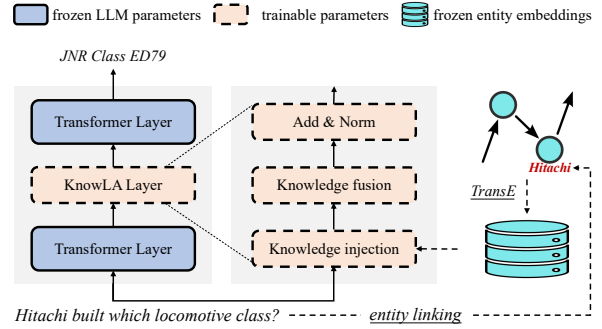 frozen LLM parameters trainable parameters frozen entity embeddings
JNR Class ED79
Transformer Layer
KnowLA Layer
Transformer Layer
Add & Norm
Knowledge fusion
Knowledge injection
Hitachi
TransE
Hitachi built which locomotive class? entity linking